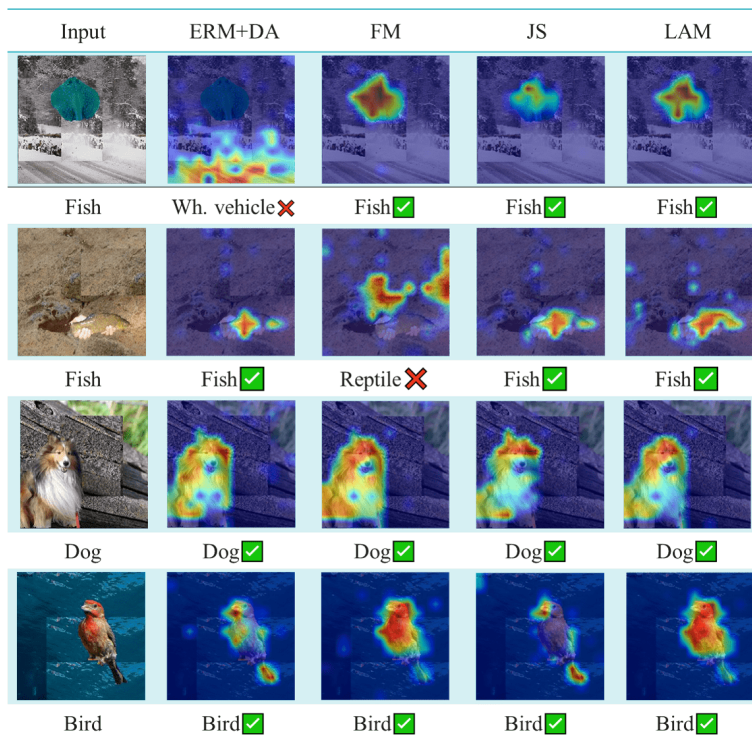 Input ERM+DA FM JS LAM
Fish Wh. vehicle Fish Fish Fish
Fish Fish Reptile Fish Fish
Dog Dog Dog Dog Dog
Bird Bird Bird Bird Bird